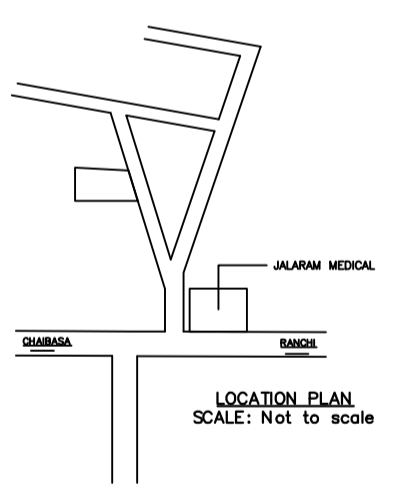 JALARAM MEDICAL
CHAIBASA
RANCHI
LOCATION PLAN
SCALE: Not to scale